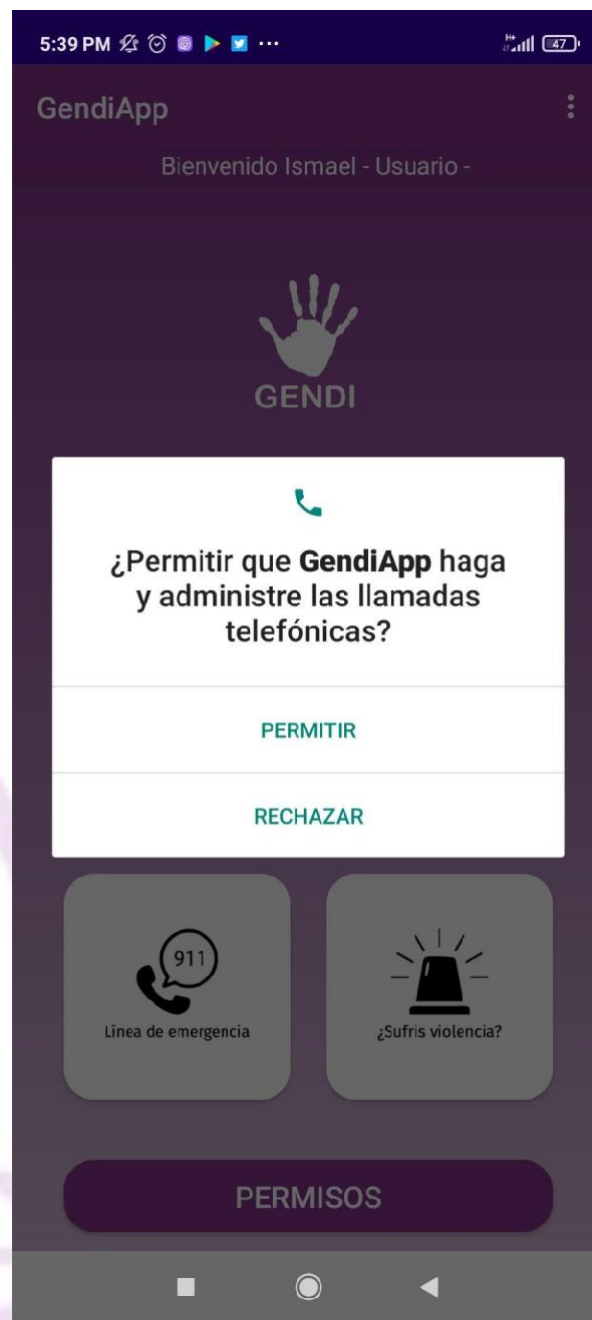 5:39 PM
H+
47
GendiApp
Bienvenido Ismael - Usuario -
GENDI
¿Permitir que GendiApp haga
y administre las llamadas
telefónicas?
PERMITIR
RECHAZAR
911
Línea de emergencia
¿Sufris violencia?
PERMISOS